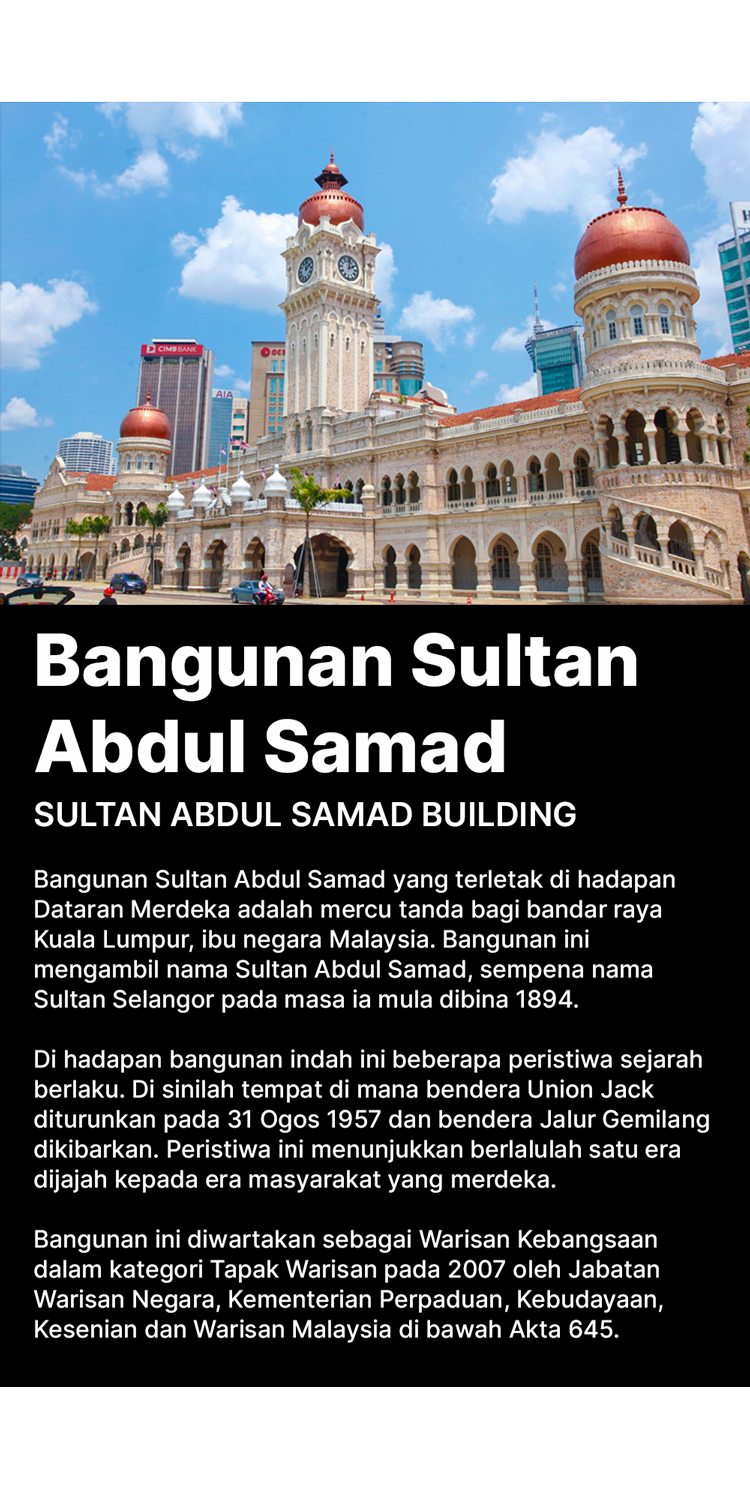 CIMB BANK
AIA
Bangunan Sultan
Abdul Samad
SULTAN ABDUL SAMAD BUILDING
Bangunan Sultan Abdul Samad yang terletak di hadapan
Dataran Merdeka adalah mercu tanda bagi bandar raya
Kuala Lumpur, ibu negara Malaysia. Bangunan ini
mengambil nama Sultan Abdul Samad, sempena nama
Sultan Selangor pada masa ia mula dibina 1894.
Di hadapan bangunan indah ini beberapa peristiwa sejarah
berlaku. Di sinilah tempat di mana bendera Union Jack
diturunkan pada 31 Ogos 1957 dan bendera Jalur Gemilang
dikibarkan. Peristiwa ini menunjukkan berlalulah satu era
dijajah kepada era masyarakat yang merdeka.
Bangunan ini diwartakan sebagai Warisan Kebangsaan
dalam kategori Tapak Warisan pada 2007 oleh Jabatan
Warisan Negara, Kementerian Perpaduan, Kebudayaan,
Kesenian dan Warisan Malaysia di bawah Akta 645.